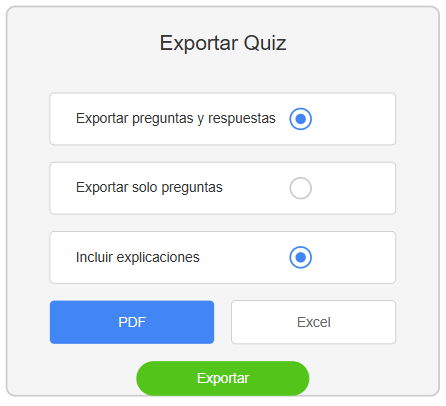 Exportar Quiz
Exportar preguntas y respuestas
Exportar solo preguntas
Incluir explicaciones
PDF
Excel
Exportar